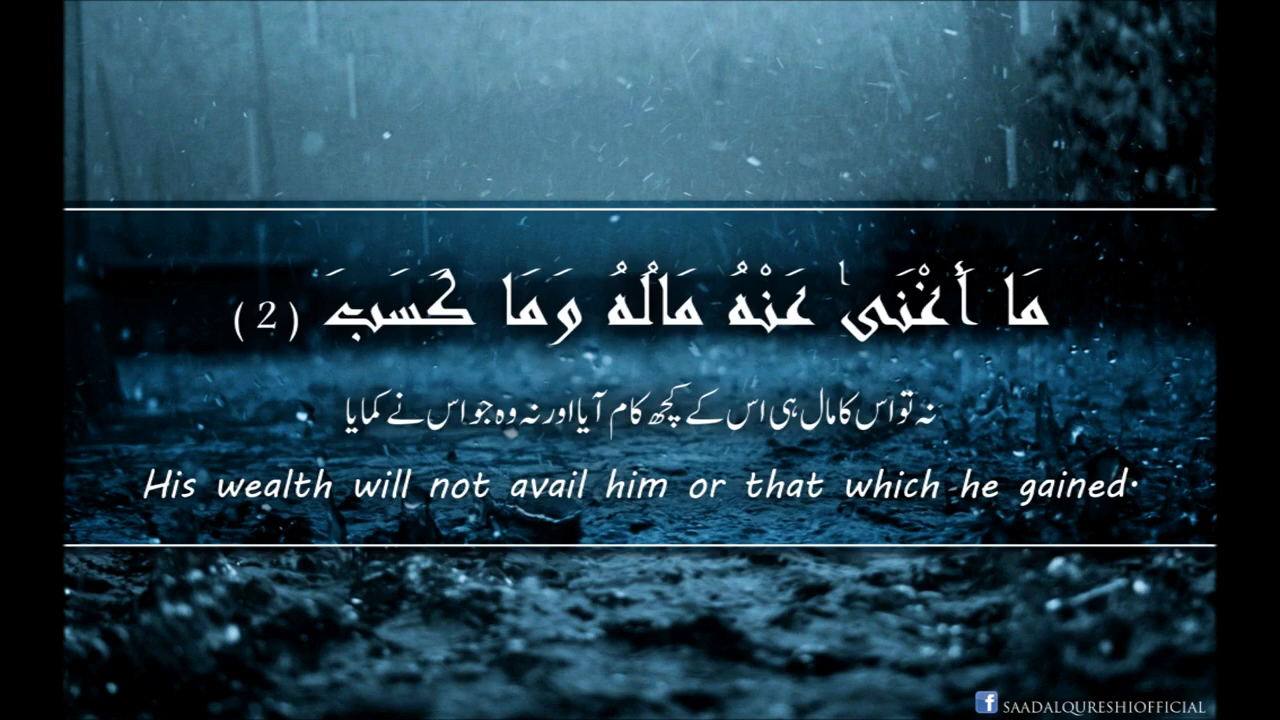 مَا أَغْنَىٰ عَنْهُ مَالُهُ وَمَا كَسَبَ (2)
نہ تو اس کا مال ہی اس کے کچھ کام آیا اور نہ وہ جو اس نے کمایا
His wealth will not avail him or that which he gained.
f SAADALQURESHIOFFICIAL